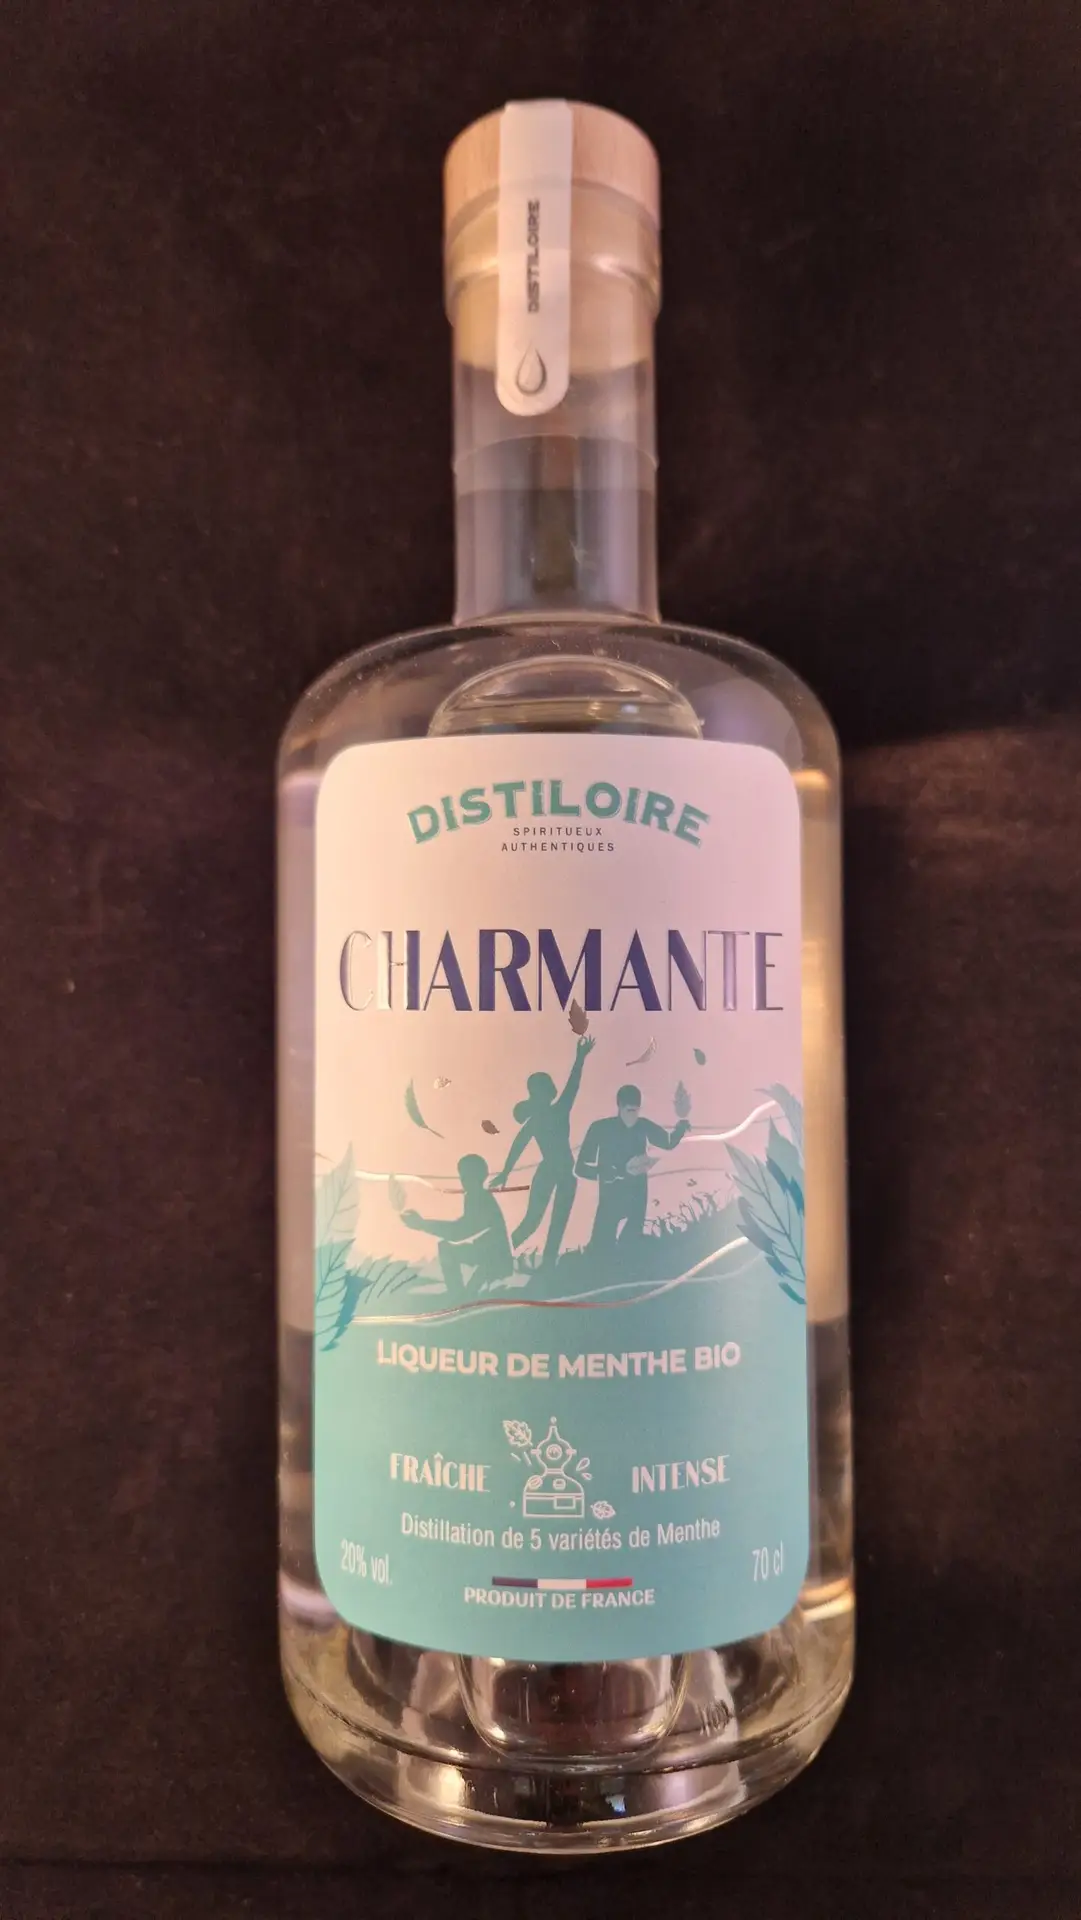 DISTILOIRE
DISTILOIRE
SPIRITUEUX
AUTHENTIQUES
CHARMANTE
LIQUEUR DE MENTHE BIO
FRAÎCHE INTENSE
Distillation de 5 variétés de Menthe
20% vol. 70 cl
PRODUIT DE FRANCE